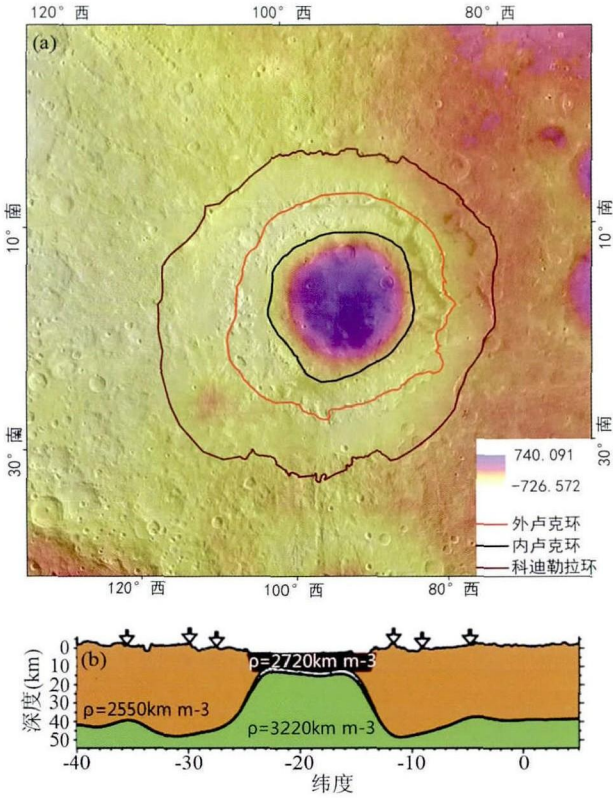 120° 西 100° 西 80° 西
(a)
10° 南 10° 南
30° 南 30° 南
740.091
-726.572
外卢克环
内卢克环
科迪勒拉环
120° 西 100° 西 80° 西
(b)
深度(km)
0
10
20
30
40
50
ρ=2720km m-3
ρ=2550km m-3
ρ=3220km m-3
-40 -30 -20 -10 0
纬度